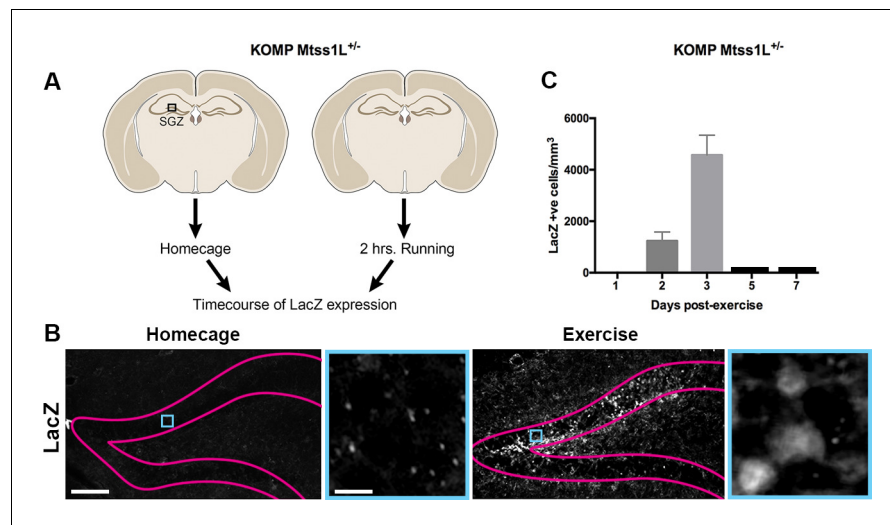 KOMP Mtss1L+/-
A
SGZ
Homecage
2 hrs. Running
Timecourse of LacZ expression
KOMP Mtss1L+/-
C
LacZ +ve cells/mm3
6000
4000
2000
0
1 2 3 5 7
Days post-exercise
B
Homecage
Exercise
LacZ